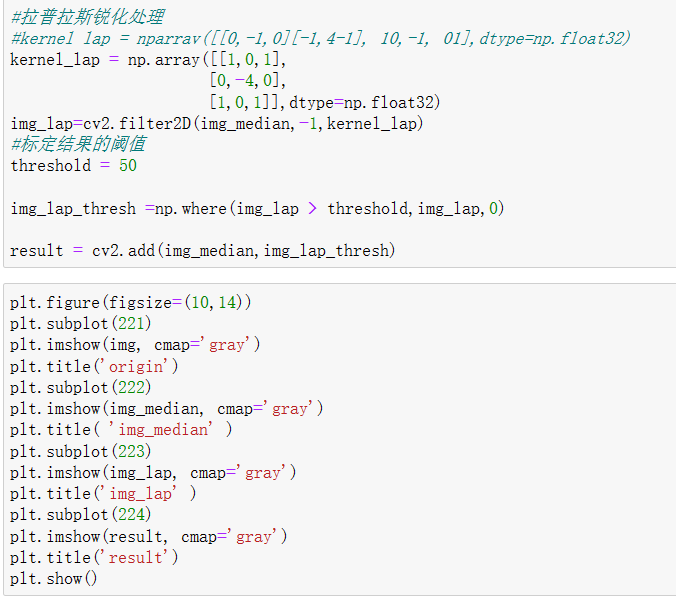 #拉普拉斯锐化处理
#kernel lap = nparrav([[0,-1,0][-1,4-1], 10,-1, 01],dtype=np.float32)
kernel_lap = np.array([[1,0,1],
[0,-4,0],
[1,0,1]],dtype=np.float32)
img_lap=cv2.filter2D(img_median,-1,kernel_lap)
#标定结果的阈值
threshold = 50
img_lap_thresh =np.where(img_lap > threshold,img_lap,0)
result = cv2.add(img_median,img_lap_thresh)
plt.figure(figsize=(10,14))
plt.subplot(221)
plt.imshow(img, cmap='gray')
plt.title('origin')
plt.subplot(222)
plt.imshow(img_median, cmap='gray')
plt.title( 'img_median' )
plt.subplot(223)
plt.imshow(img_lap, cmap='gray')
plt.title('img_lap' )
plt.subplot(224)
plt.imshow(result, cmap='gray')
plt.title('result')
plt.show()